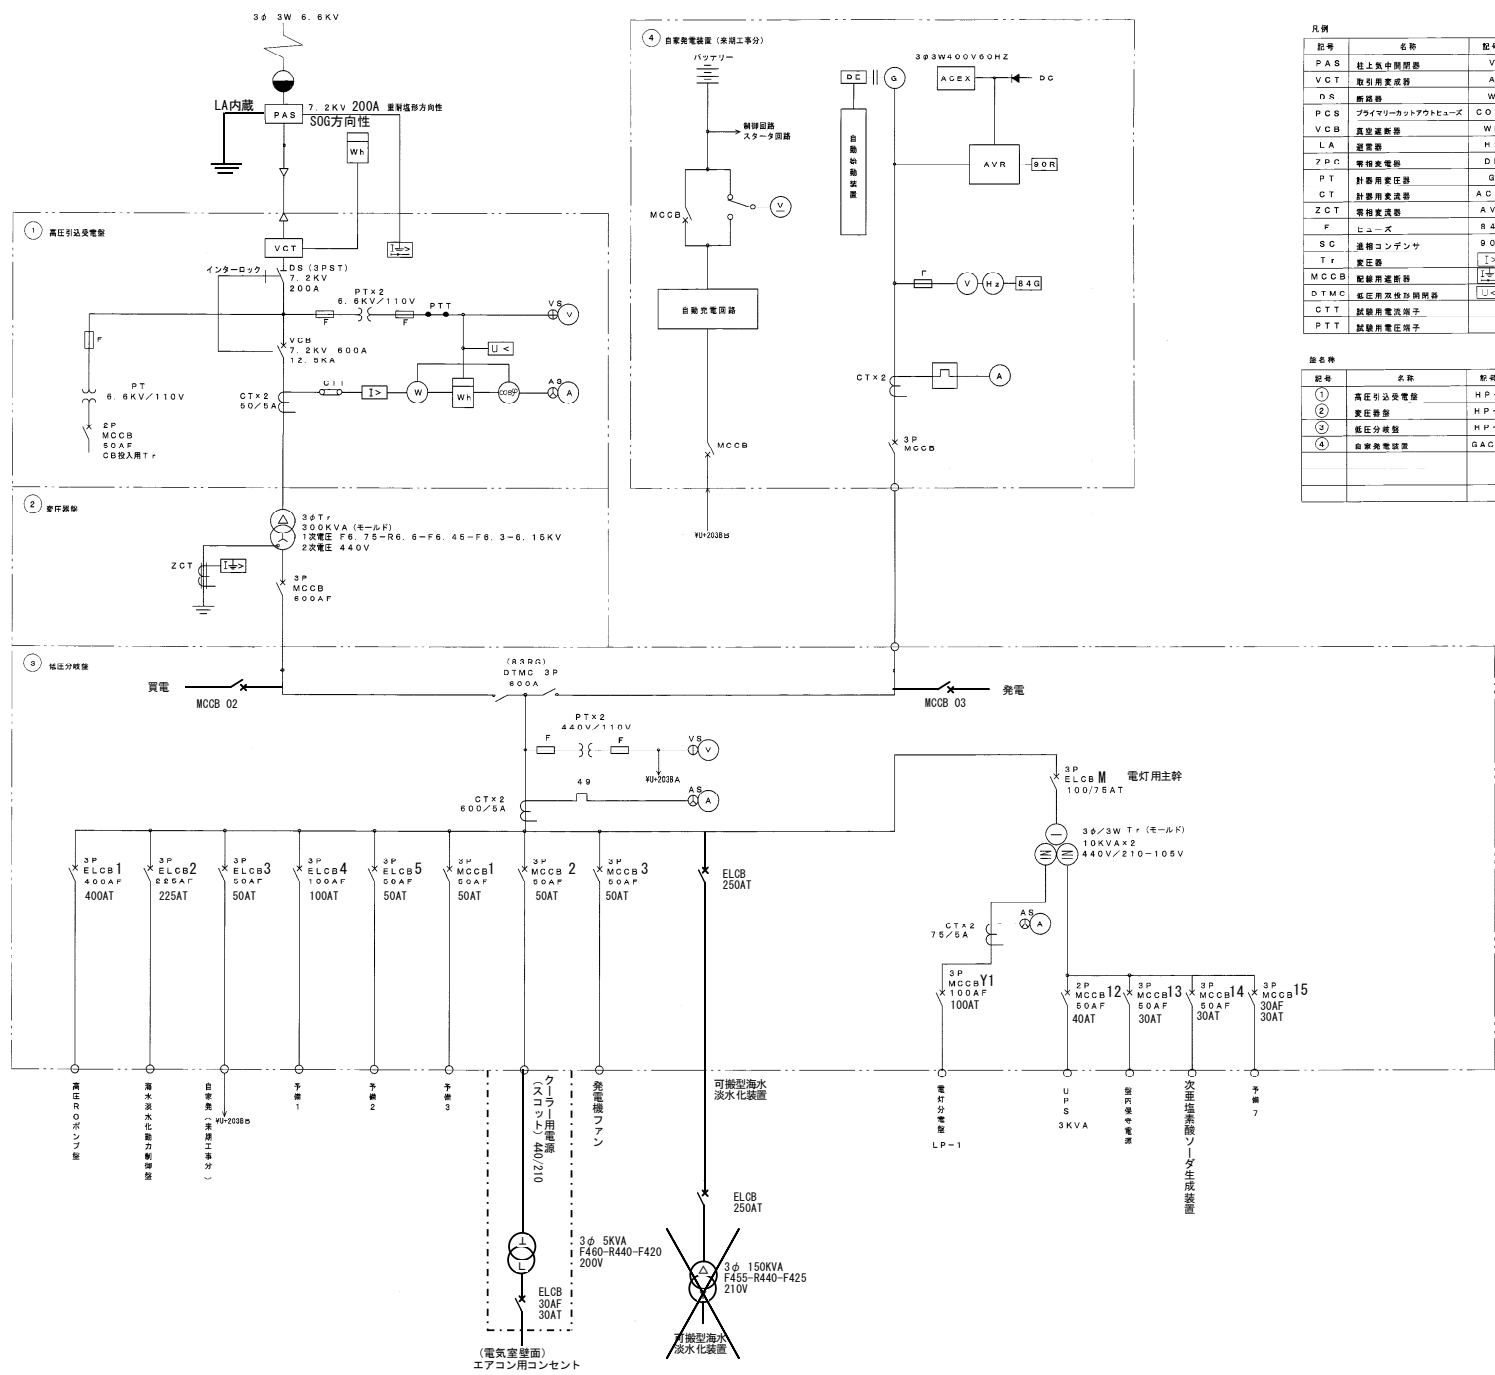 3φ 3W 6.6KV
LA内蔵
PAS
7.2KV 200A 重耐塩形方向性
SOG方向性
Wh
① 高圧引込受電盤
VCT
I⏚>
インターロック
DS(3PST)
7.2KV
200A
PT×2
6.6KV/110V
PTT
VS
V
F
F
F
VCB
7.2KV 600A
12.5KA
U<
PT
6.6KV/110V
CT×2
50/5A
CTT
I>
W
Wh
cosφ
AS
A
2P
MCCB
50AF
CB投入用Tr
② 変圧器盤
3φTr
300KVA(モールド)
1次電圧 F6.75-R6.6-F6.45-F6.3-6.15KV
2次電圧 440V
ZCT
I⏚>
3P
MCCB
600AF
④ 自家発電装置(来期工事分)
バッテリー
制御回路
スタータ回路
MCCB
V
自動充電回路
MCCB
¥U+203BB
3φ3W400V60HZ
DE
G
ACEX
DC
自動始動装置
AVR
90R
V
Hz
84G
CT×2
A
3P
MCCB
凡例
記号
名称
PAS
柱上気中開閉器
VCT
取引用変成器
DS
断路器
PCS
プライマリーカットアウトヒューズ
VCB
真空遮断器
LA
避雷器
ZPC
零相変電器
PT
計器用変圧器
CT
計器用変流器
ZCT
零相変流器
F
ヒューズ
SC
進相コンデンサ
Tr
変圧器
MCCB
配線用遮断器
DTMC
低圧用双投形開閉器
CTT
試験用電流端子
PTT
試験用電圧端子
盤名称
記号
名称
①
高圧引込受電盤
②
変圧器盤
③
低圧分岐盤
④
自家発電装置
③ 低圧分岐盤
買電
MCCB 02
(83RG)
DTMC 3P
600A
発電
MCCB 03
PT×2
440V/110V
F
F
VS
V
¥U+203BA
49
CT×2
600/5A
AS
A
3P
ELCB M
100/75AT
電灯用主幹
3φ/3W Tr(モールド)
10KVA×2
440V/210-105V
3P
ELCB1
400AF
400AT
3P
ELCB2
225AF
225AT
3P
ELCB3
50AF
50AT
3P
ELCB4
100AF
100AT
3P
ELCB5
50AF
50AT
3P
MCCB1
50AF
50AT
3P
MCCB 2
50AF
50AT
3P
MCCB 3
50AF
50AT
ELCB
250AT
CT×2
75/5A
AS
A
3P
MCCBY1
100AF
100AT
2P
MCCB12
50AF
40AT
3P
MCCB13
50AF
30AT
3P
MCCB14
50AF
30AT
3P
MCCB15
30AF
30AT
高圧ROポンプ盤
海水淡水化動力制御盤
自家発(来期工事分)
¥U+203BB
予備1
予備2
予備3
クーラー用電源
(スコット)440/210
発電機ファン
可搬型海水
淡水化装置
電灯分電盤
LP-1
UPS
3KVA
盤内保守電源
次亜塩素酸ソーダ生成装置
予備7
3φ 5KVA
F460-R440-F420
200V
ELCB
30AF
30AT
(電気室壁面)
エアコン用コンセント
ELCB
250AT
3φ 150KVA
F455-R440-F425
210V
可搬型海水
淡水化装置